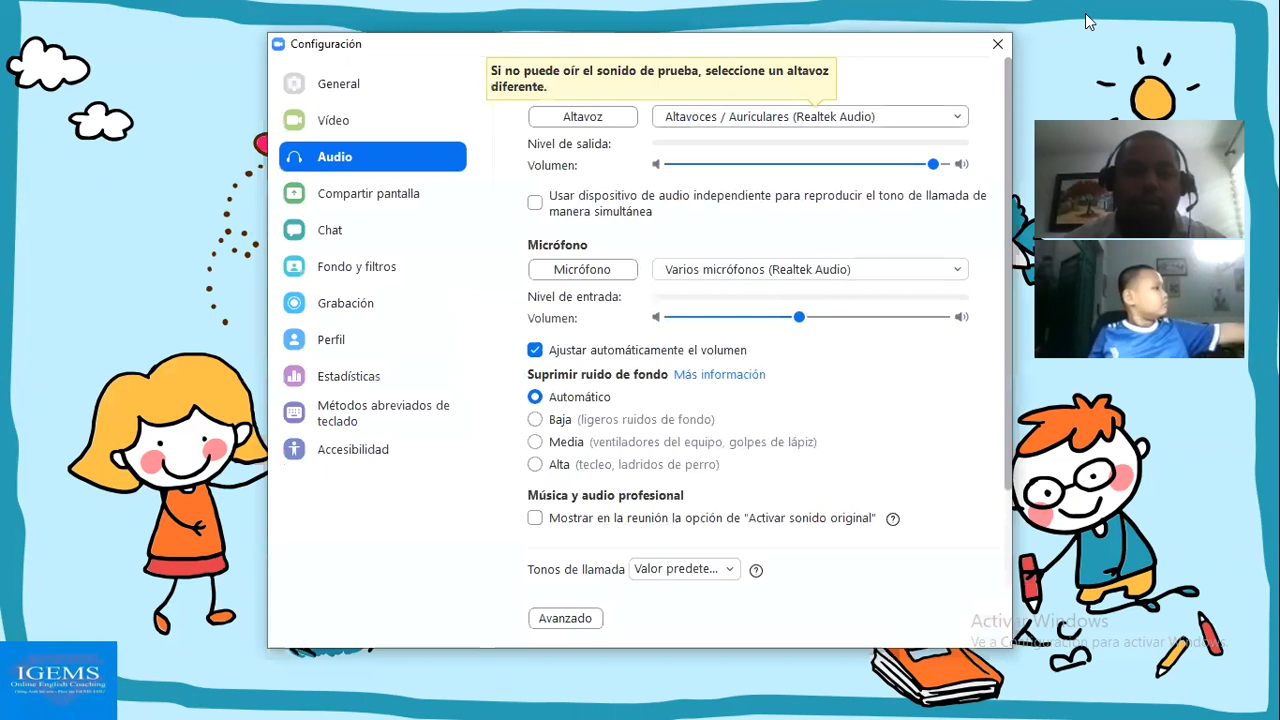 Configuración
Si no puede oír el sonido de prueba, seleccione un altavoz
diferente.
General
Vídeo
Audio
Compartir pantalla
Chat
Fondo y filtros
Grabación
Perfil
Estadísticas
Métodos abreviados de
teclado
Accesibilidad
Altavoz
Altavoces / Auriculares (Realtek Audio)
Nivel de salida:
Volumen:
Usar dispositivo de audio independiente para reproducir el tono de llamada de
manera simultánea
Micrófono
Micrófono
Varios micrófonos (Realtek Audio)
Nivel de entrada:
Volumen:
Ajustar automáticamente el volumen
Suprimir ruido de fondo Más información
Automático
Baja (ligeros ruidos de fondo)
Media (ventiladores del equipo, golpes de lápiz)
Alta (tecleo, ladridos de perro)
Música y audio profesional
Mostrar en la reunión la opción de "Activar sonido original"
Tonos de llamada Valor predete...
Avanzado
Activar Windows
Ve a Configuración para activar Windows.
IGEMS
Online English Coaching